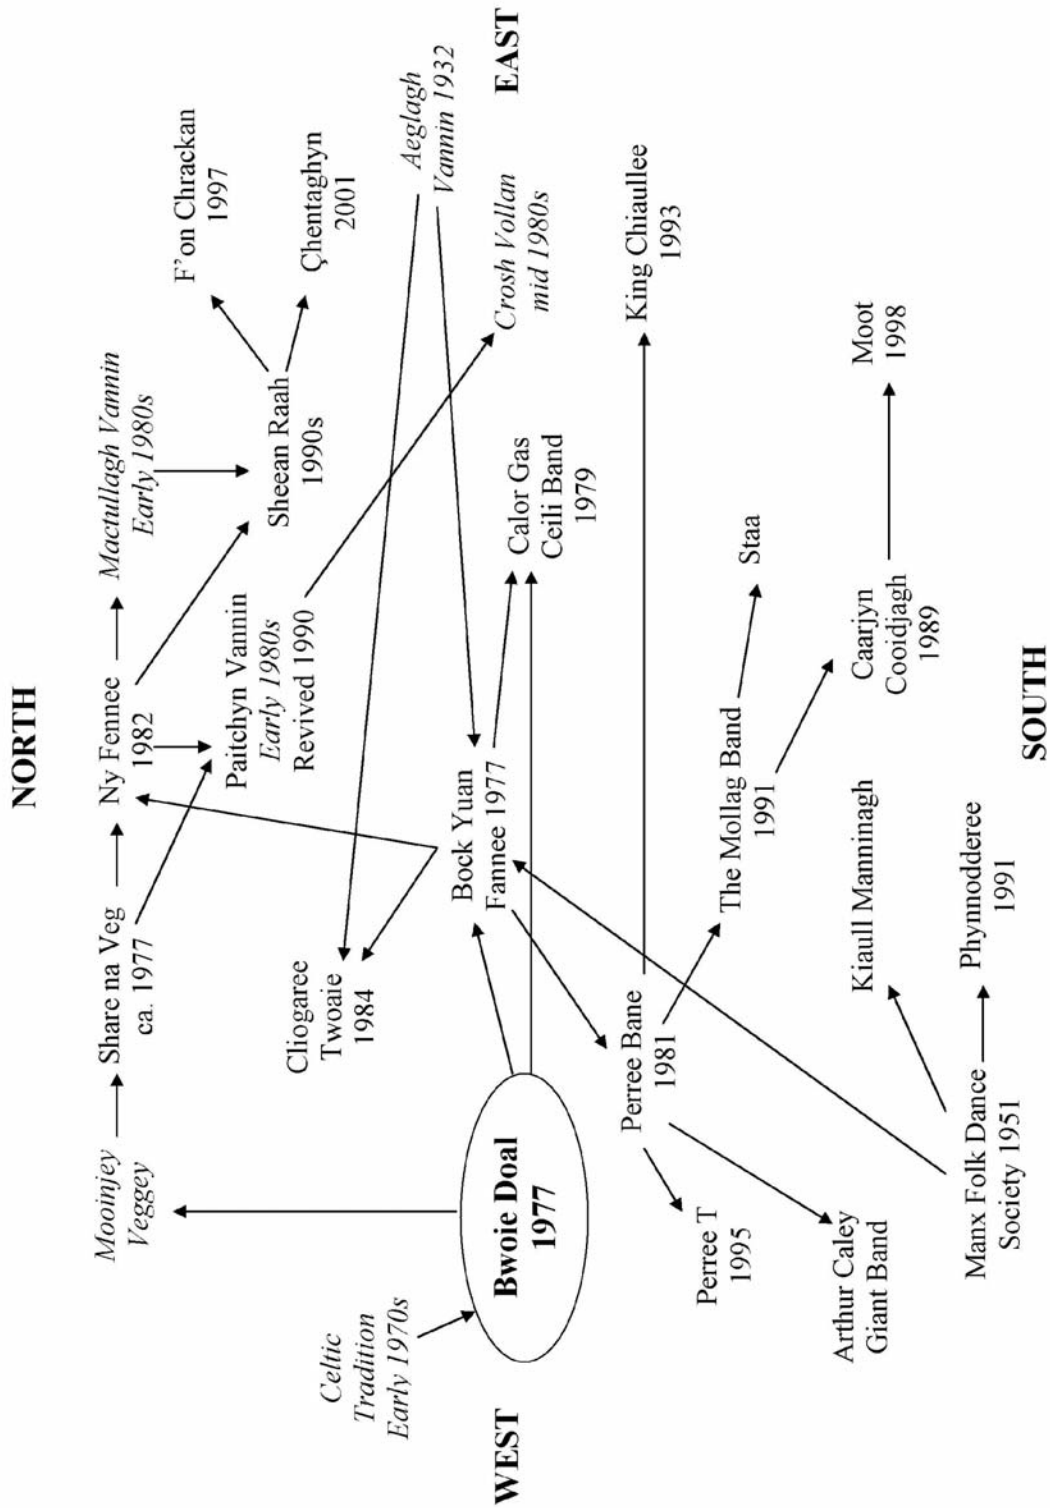 NORTH
Mooinjey
Veggey
Share na Veg
ca. 1977
Ny Fennee
1982
Mactullagh Vannin
Early 1980s
F'on Chrackan
1997
Paitchyn Vannin
Early 1980s
Revived 1990
Sheean Raah
1990s
Çhentaghyn
2001
Cliogaree
Twoaie
1984
Aeglagh
Vannin 1932
Celtic
Tradition
Early 1970s
WEST
Bwoie Doal
1977
Bock Yuan
Fannee 1977
Calor Gas
Ceili Band
1979
Crosh Vollan
mid 1980s
EAST
Perree Bane
1981
King Chiaullee
1993
Perree T
1995
The Mollag Band
1991
Staa
Arthur Caley
Giant Band
Kiaull Manninagh
Caarjyn
Cooidjagh
1989
Moot
1998
Manx Folk Dance
Society 1951
Phynnodderee
1991
SOUTH